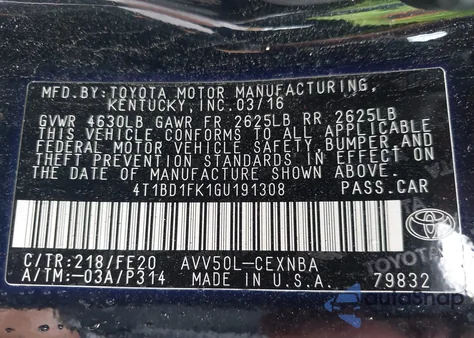 MFD.BY:TOYOTA MOTOR MANUFACTURING,
KENTUCKY, INC.03/16
GVWR 4630LB GAWR FR 2625LB RR 2625LB
THIS VEHICLE CONFORMS TO ALL APPLICABLE
FEDERAL MOTOR VEHICLE SAFETY,BUMPER,AND
THEFT PREVENTION STANDARDS IN EFFECT ON
THE DATE OF MANUFACTURE SHOWN ABOVE.
4T1BD1FK1GU191308 PASS.CAR
TOYOTA
C/TR:218/FE20 AVV50L-CEXNBA
A/TM:-03A/P314 MADE IN U.S.A. 79832
autoSnap